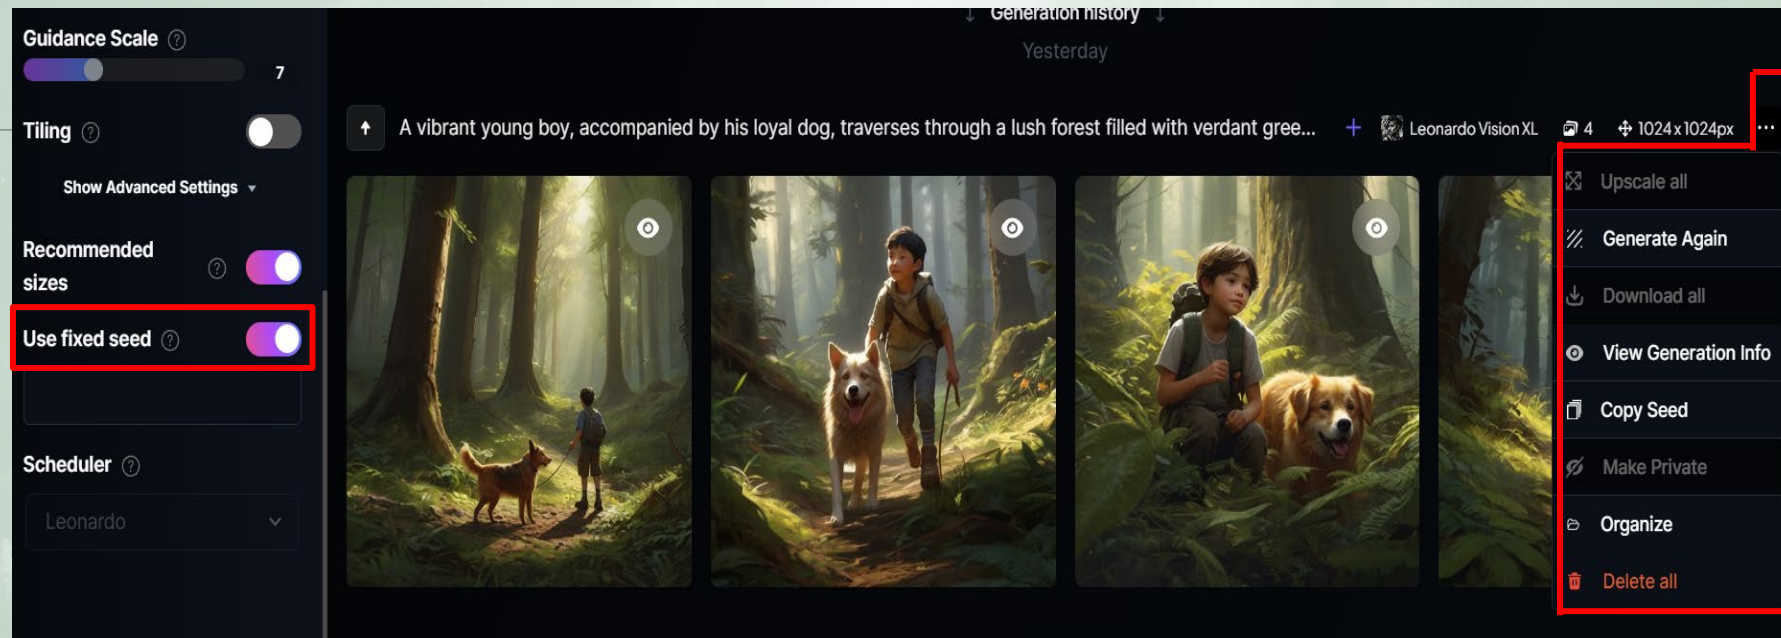 Guidance Scale
7
Tiling
Show Advanced Settings
Recommended
sizes
Use fixed seed
Scheduler
Leonardo
Generation history
Yesterday
A vibrant young boy, accompanied by his loyal dog, traverses through a lush forest filled with verdant gree...
Leonardo Vision XL
4
1024 x 1024px
Upscale all
Generate Again
Download all
View Generation Info
Copy Seed
Make Private
Organize
Delete all